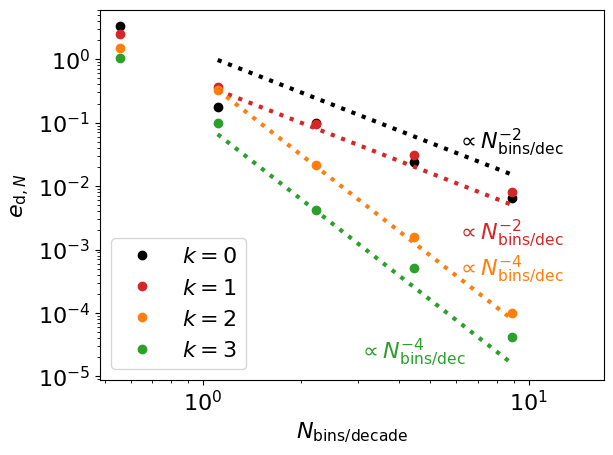 10⁰
10⁻¹
10⁻²
10⁻³
10⁻⁴
10⁻⁵
e_{d, N}
∝ N_{bins/dec}^{-2}
∝ N_{bins/dec}^{-2}
∝ N_{bins/dec}^{-4}
∝ N_{bins/dec}^{-4}
k = 0
k = 1
k = 2
k = 3
10⁰
10¹
N_{bins/decade}